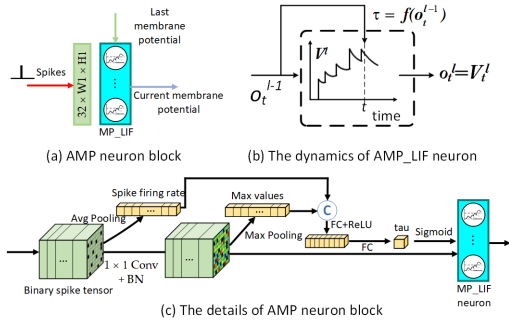 Last
membrane
potential
Spikes
32 × W1 × H1
Current membrane
potential
MP_LIF
(a) AMP neuron block
τ = f(o_t^{l-1})
V^l
O_t^{l-1}
t
time
o_t^l=V_t^l
(b) The dynamics of AMP_LIF neuron
Spike firing rate
Avg Pooling
...
Max values
...
C
FC+ReLU
Max Pooling
...
FC
tau
Sigmoid
...
...
1 × 1 Conv
+ BN
Binary spike tensor
MP_LIF
neuron
(c) The details of AMP neuron block